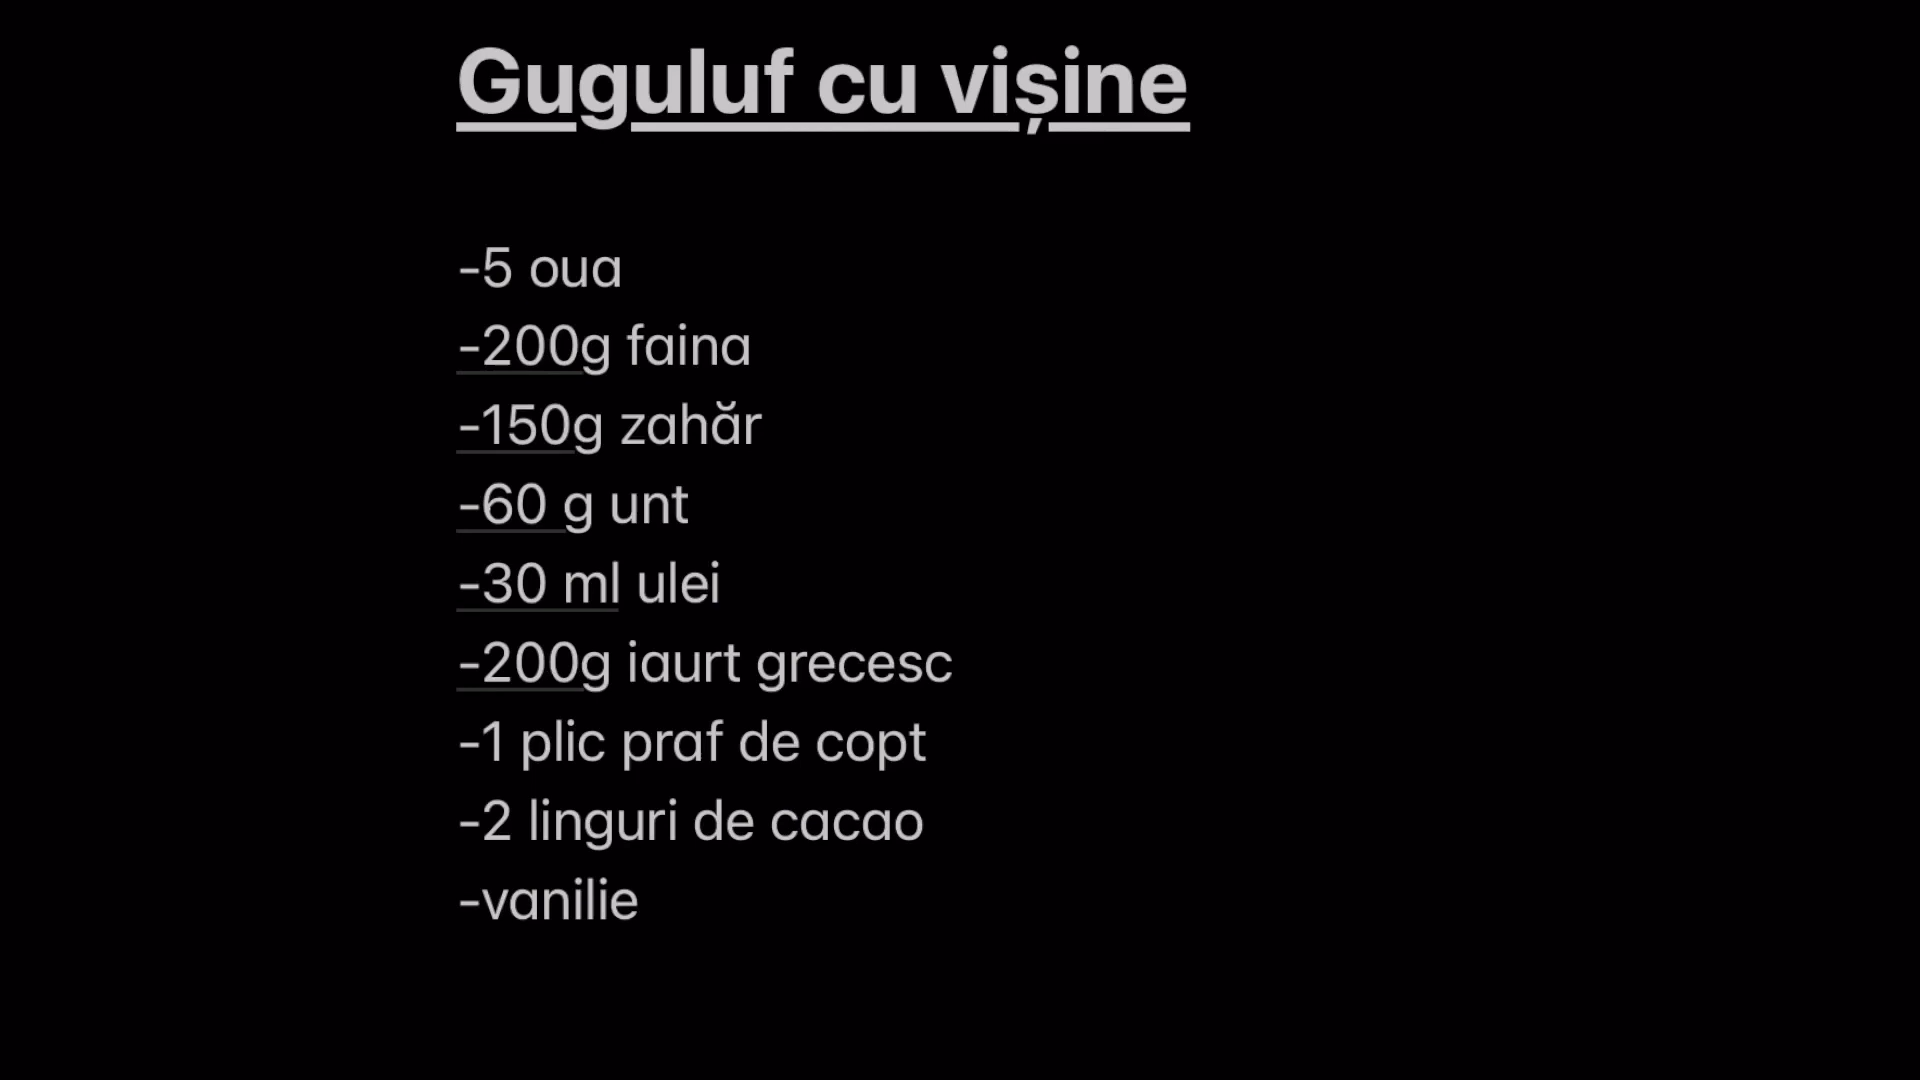 Guguluf cu vișine
-5 oua
-200g faina
-150g zahăr
-60 g unt
-30 ml ulei
-200g iaurt grecesc
-1 plic praf de copt
-2 linguri de cacao
-vanilie